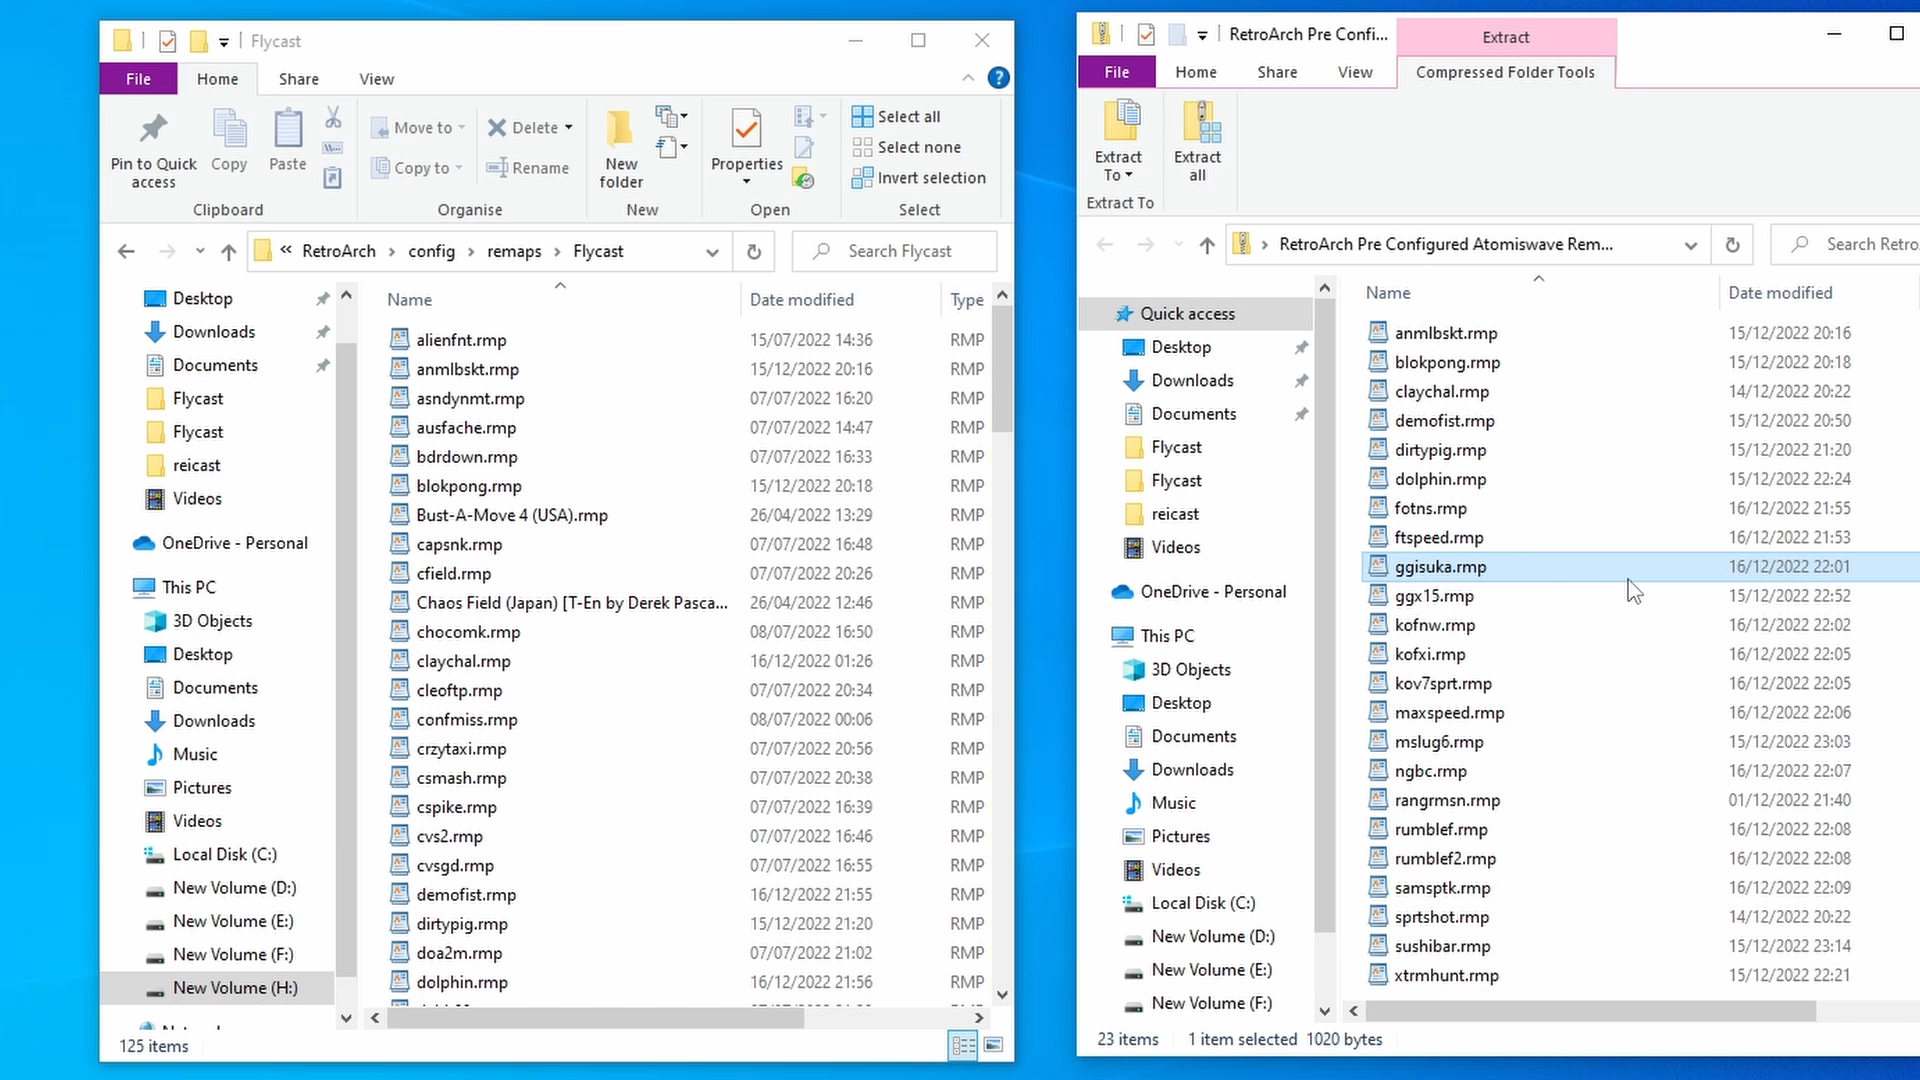 Flycast
File Home Share View
Pin to Quick access
Copy
Paste
Move to
Copy to
Delete
Rename
New folder
Properties
Select all
Select none
Invert selection
Clipboard Organise New Open Select
« RetroArch › config › remaps › Flycast
Search Flycast
Desktop
Downloads
Documents
Flycast
Flycast
reicast
Videos
OneDrive - Personal
This PC
3D Objects
Desktop
Documents
Downloads
Music
Pictures
Videos
Local Disk (C:)
New Volume (D:)
New Volume (E:)
New Volume (F:)
New Volume (H:)
Name Date modified Type
alienfnt.rmp 15/07/2022 14:36 RMP
anmlbskt.rmp 15/12/2022 20:16 RMP
asndynmt.rmp 07/07/2022 16:20 RMP
ausfache.rmp 07/07/2022 14:47 RMP
bdrdown.rmp 07/07/2022 16:33 RMP
blokpong.rmp 15/12/2022 20:18 RMP
Bust-A-Move 4 (USA).rmp 26/04/2022 13:29 RMP
capsnk.rmp 07/07/2022 16:48 RMP
cfield.rmp 07/07/2022 20:26 RMP
Chaos Field (Japan) [T-En by Derek Pasca... 26/04/2022 12:46 RMP
chocomk.rmp 08/07/2022 16:50 RMP
claychal.rmp 16/12/2022 01:26 RMP
cleoftp.rmp 07/07/2022 20:34 RMP
confmiss.rmp 08/07/2022 00:06 RMP
crzytaxi.rmp 07/07/2022 20:56 RMP
csmash.rmp 07/07/2022 20:38 RMP
cspike.rmp 07/07/2022 16:39 RMP
cvs2.rmp 07/07/2022 16:46 RMP
cvsgd.rmp 07/07/2022 16:55 RMP
demofist.rmp 16/12/2022 21:55 RMP
dirtypig.rmp 15/12/2022 21:20 RMP
doa2m.rmp 07/07/2022 21:02 RMP
dolphin.rmp 16/12/2022 21:56 RMP
125 items
RetroArch Pre Confi... Extract
File Home Share View Compressed Folder Tools
Extract To
Extract all
Extract To
› RetroArch Pre Configured Atomiswave Rem...
Search Retro
Quick access
Desktop
Downloads
Documents
Flycast
Flycast
reicast
Videos
OneDrive - Personal
This PC
3D Objects
Desktop
Documents
Downloads
Music
Pictures
Videos
Local Disk (C:)
New Volume (D:)
New Volume (E:)
New Volume (F:)
Name Date modified
anmlbskt.rmp 15/12/2022 20:16
blokpong.rmp 15/12/2022 20:18
claychal.rmp 14/12/2022 20:22
demofist.rmp 15/12/2022 20:50
dirtypig.rmp 15/12/2022 21:20
dolphin.rmp 15/12/2022 22:24
fotns.rmp 16/12/2022 21:55
ftspeed.rmp 16/12/2022 21:53
ggisuka.rmp 16/12/2022 22:01
ggx15.rmp 15/12/2022 22:52
kofnw.rmp 16/12/2022 22:02
kofxi.rmp 16/12/2022 22:05
kov7sprt.rmp 16/12/2022 22:05
maxspeed.rmp 16/12/2022 22:06
mslug6.rmp 15/12/2022 23:03
ngbc.rmp 16/12/2022 22:07
rangrmsn.rmp 01/12/2022 21:40
rumblef.rmp 16/12/2022 22:08
rumblef2.rmp 16/12/2022 22:08
samsptk.rmp 16/12/2022 22:09
sprtshot.rmp 14/12/2022 20:22
sushibar.rmp 15/12/2022 23:14
xtrmhunt.rmp 15/12/2022 22:21
23 items 1 item selected 1020 bytes